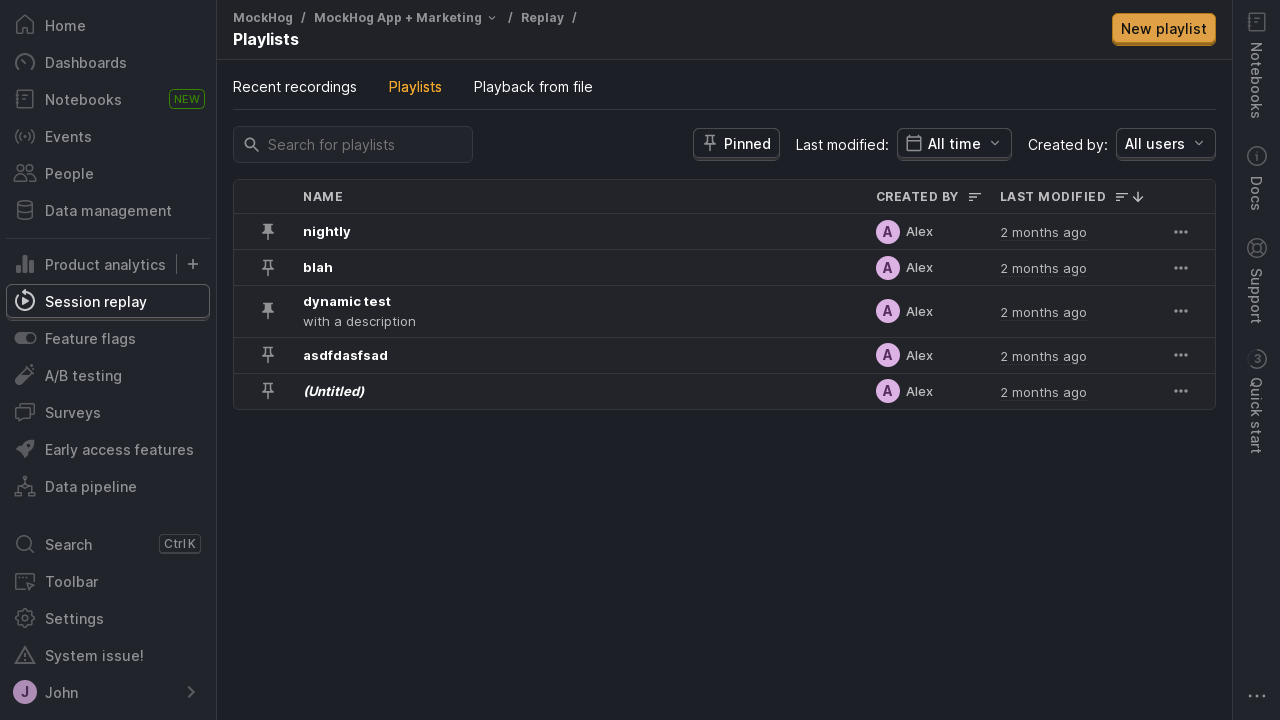 Home
Dashboards
Notebooks NEW
Events
People
Data management
Product analytics
Session replay
Feature flags
A/B testing
Surveys
Early access features
Data pipeline
Search Ctrl K
Toolbar
Settings
System issue!
J John
MockHog / MockHog App + Marketing / Replay /
Playlists
New playlist
Recent recordings Playlists Playback from file
Search for playlists Pinned Last modified: All time Created by: All users
NAME CREATED BY LAST MODIFIED
nightly A Alex 2 months ago
blah A Alex 2 months ago
dynamic test
with a description A Alex 2 months ago
asdfdasfsad A Alex 2 months ago
(Untitled) A Alex 2 months ago
Notebooks
Docs
Support
3 Quick start